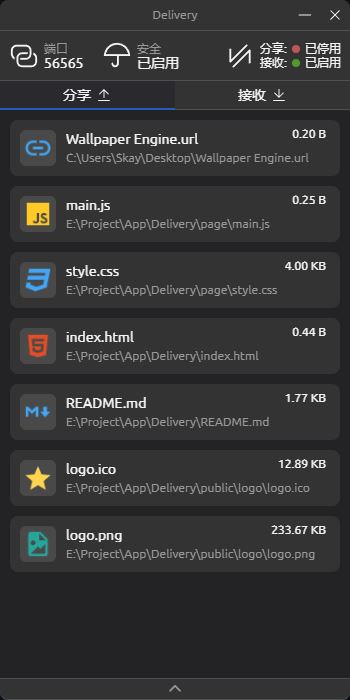 Delivery
端口
56565
安全
已启用
分享: 已停用
接收: 已启用
分享
接收
Wallpaper Engine.url
0.20 B
C:\Users\Skay\Desktop\Wallpaper Engine.url
JS
main.js
0.25 B
E:\Project\App\Delivery\page\main.js
style.css
4.00 KB
E:\Project\App\Delivery\page\style.css
index.html
0.44 B
E:\Project\App\Delivery\index.html
M
README.md
1.77 KB
E:\Project\App\Delivery\README.md
logo.ico
12.89 KB
E:\Project\App\Delivery\public\logo\logo.ico
logo.png
233.67 KB
E:\Project\App\Delivery\public\logo\logo.png